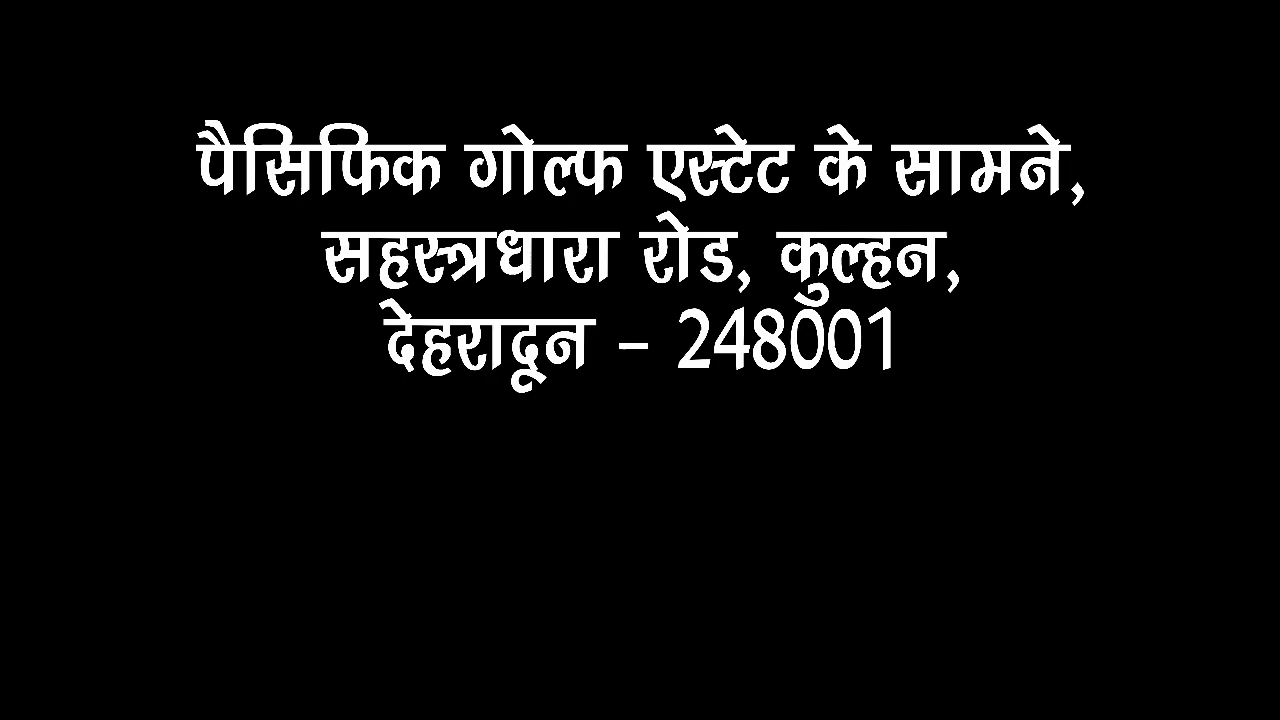 पैसिफिक गोल्फ एस्टेट के सामने,
सहस्त्रधारा रोड, कुल्हन,
देहरादून - 248001